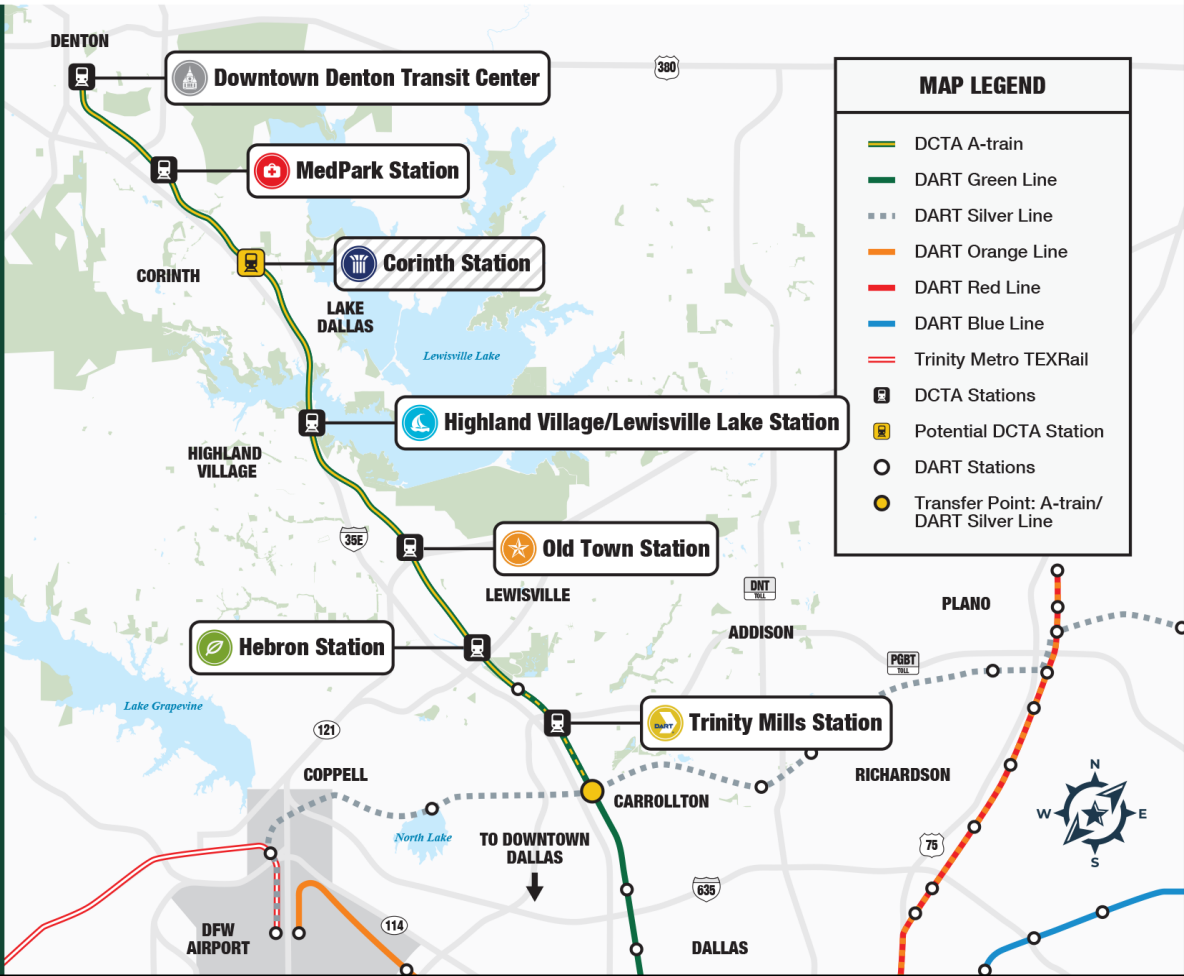 DENTON
Downtown Denton Transit Center
380
MAP LEGEND
DCTA A-train
DART Green Line
DART Silver Line
DART Orange Line
DART Red Line
DART Blue Line
Trinity Metro TEXRail
DCTA Stations
Potential DCTA Station
DART Stations
Transfer Point: A-train/
DART Silver Line
MedPark Station
Corinth Station
CORINTH
LAKE
DALLAS
Lewisville Lake
Highland Village/Lewisville Lake Station
HIGHLAND
VILLAGE
35E
Old Town Station
LEWISVILLE
DNT
TOLL
PLANO
ADDISON
Hebron Station
PGBT
TOLL
Lake Grapevine
DART
Trinity Mills Station
121
COPPELL
RICHARDSON
CARROLLTON
North Lake
TO DOWNTOWN
DALLAS
75
N
W
E
S
635
114
DFW
AIRPORT
DALLAS